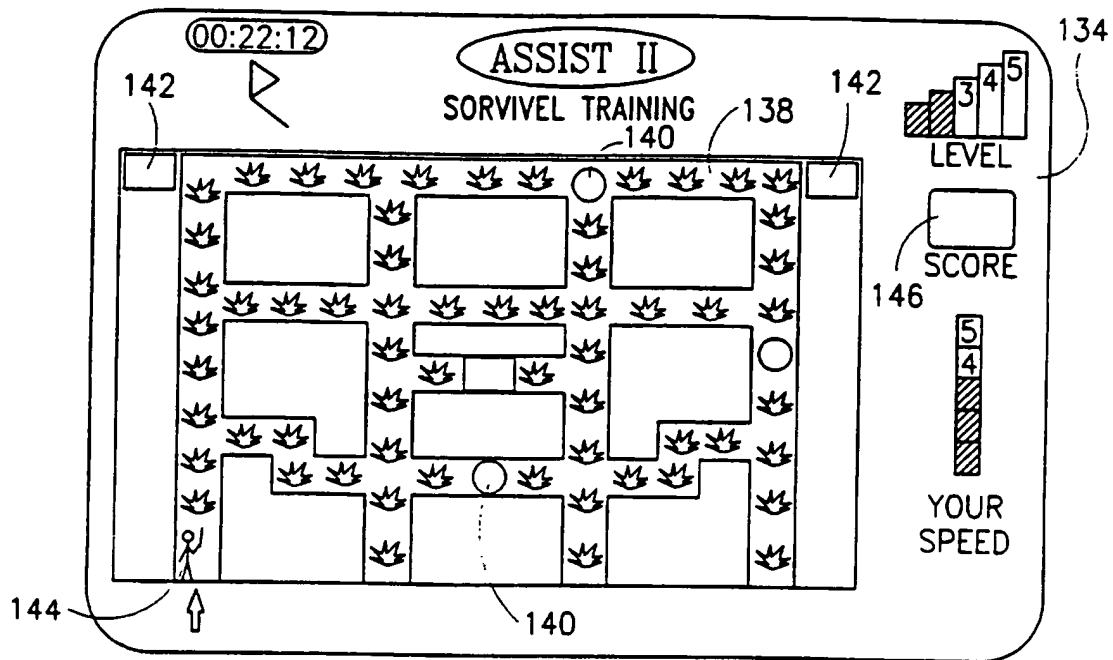 00:22:12
ASSIST II
SORVIVEL TRAINING
134
142
140
138
142
3 4 5
LEVEL
146
SCORE
5
4
YOUR
SPEED
144
140